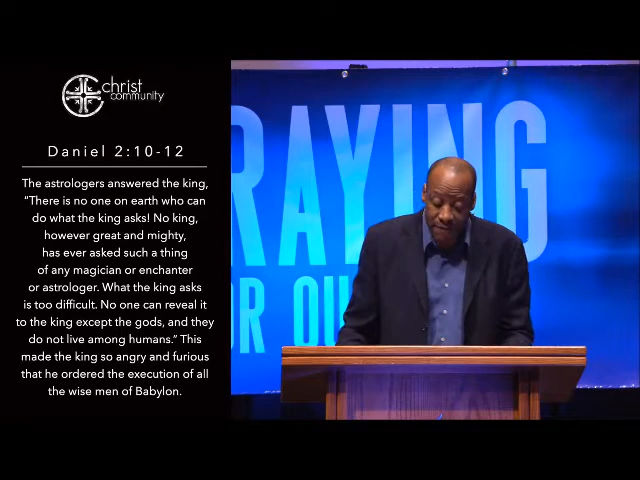 christ
community
Daniel 2:10-12
The astrologers answered the king,
“There is no one on earth who can
do what the king asks! No king,
however great and mighty,
has ever asked such a thing
of any magician or enchanter
or astrologer. What the king asks
is too difficult. No one can reveal it
to the king except the gods, and they
do not live among humans.” This
made the king so angry and furious
that he ordered the execution of all
the wise men of Babylon.
RAYING
OR OU